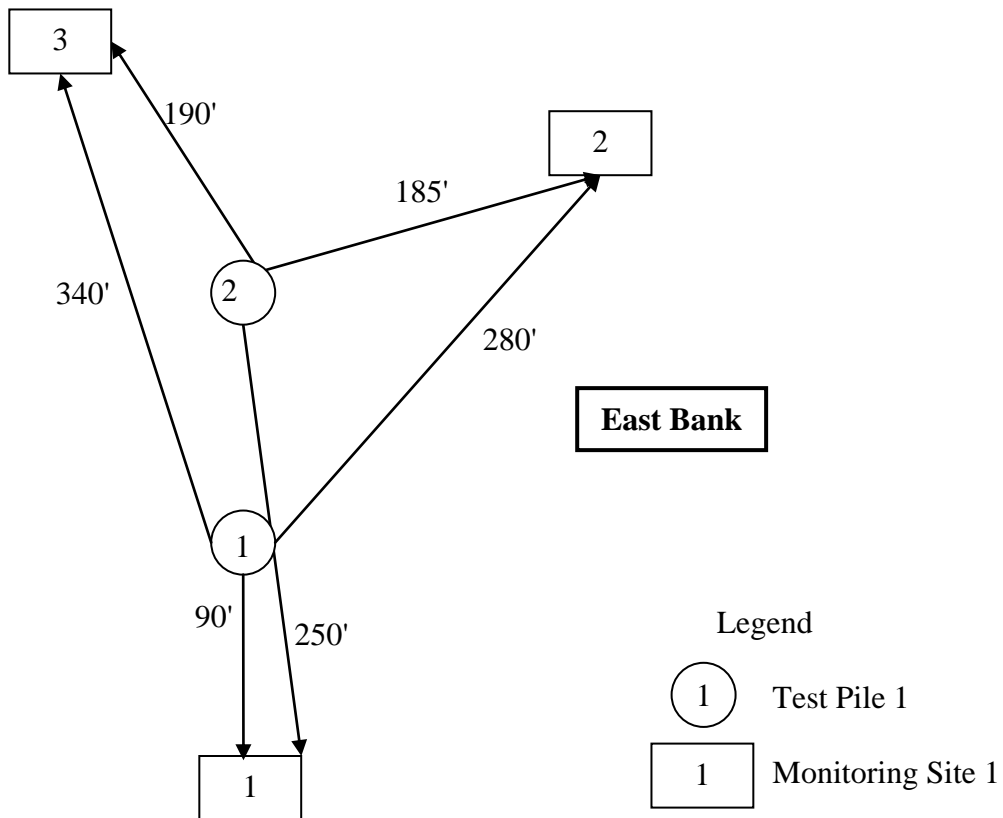 3
190'
2
185'
2
340'
280'
East Bank
1
90'
250'
Legend
1 Test Pile 1
1
1 Monitoring Site 1